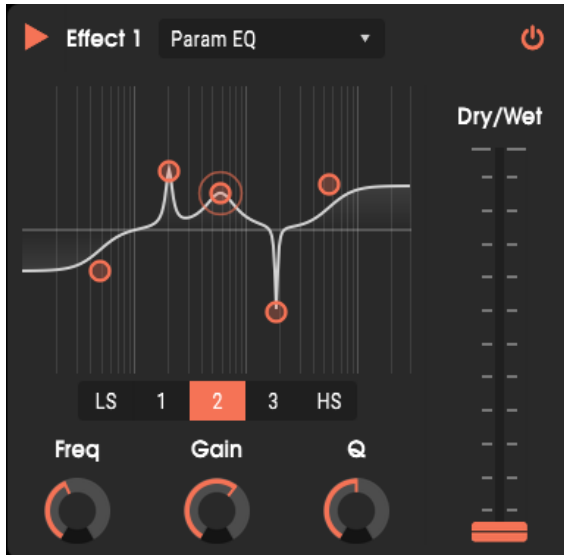 Effect 1 Param EQ
Dry/Wet
LS 1 2 3 HS
Freq Gain Q